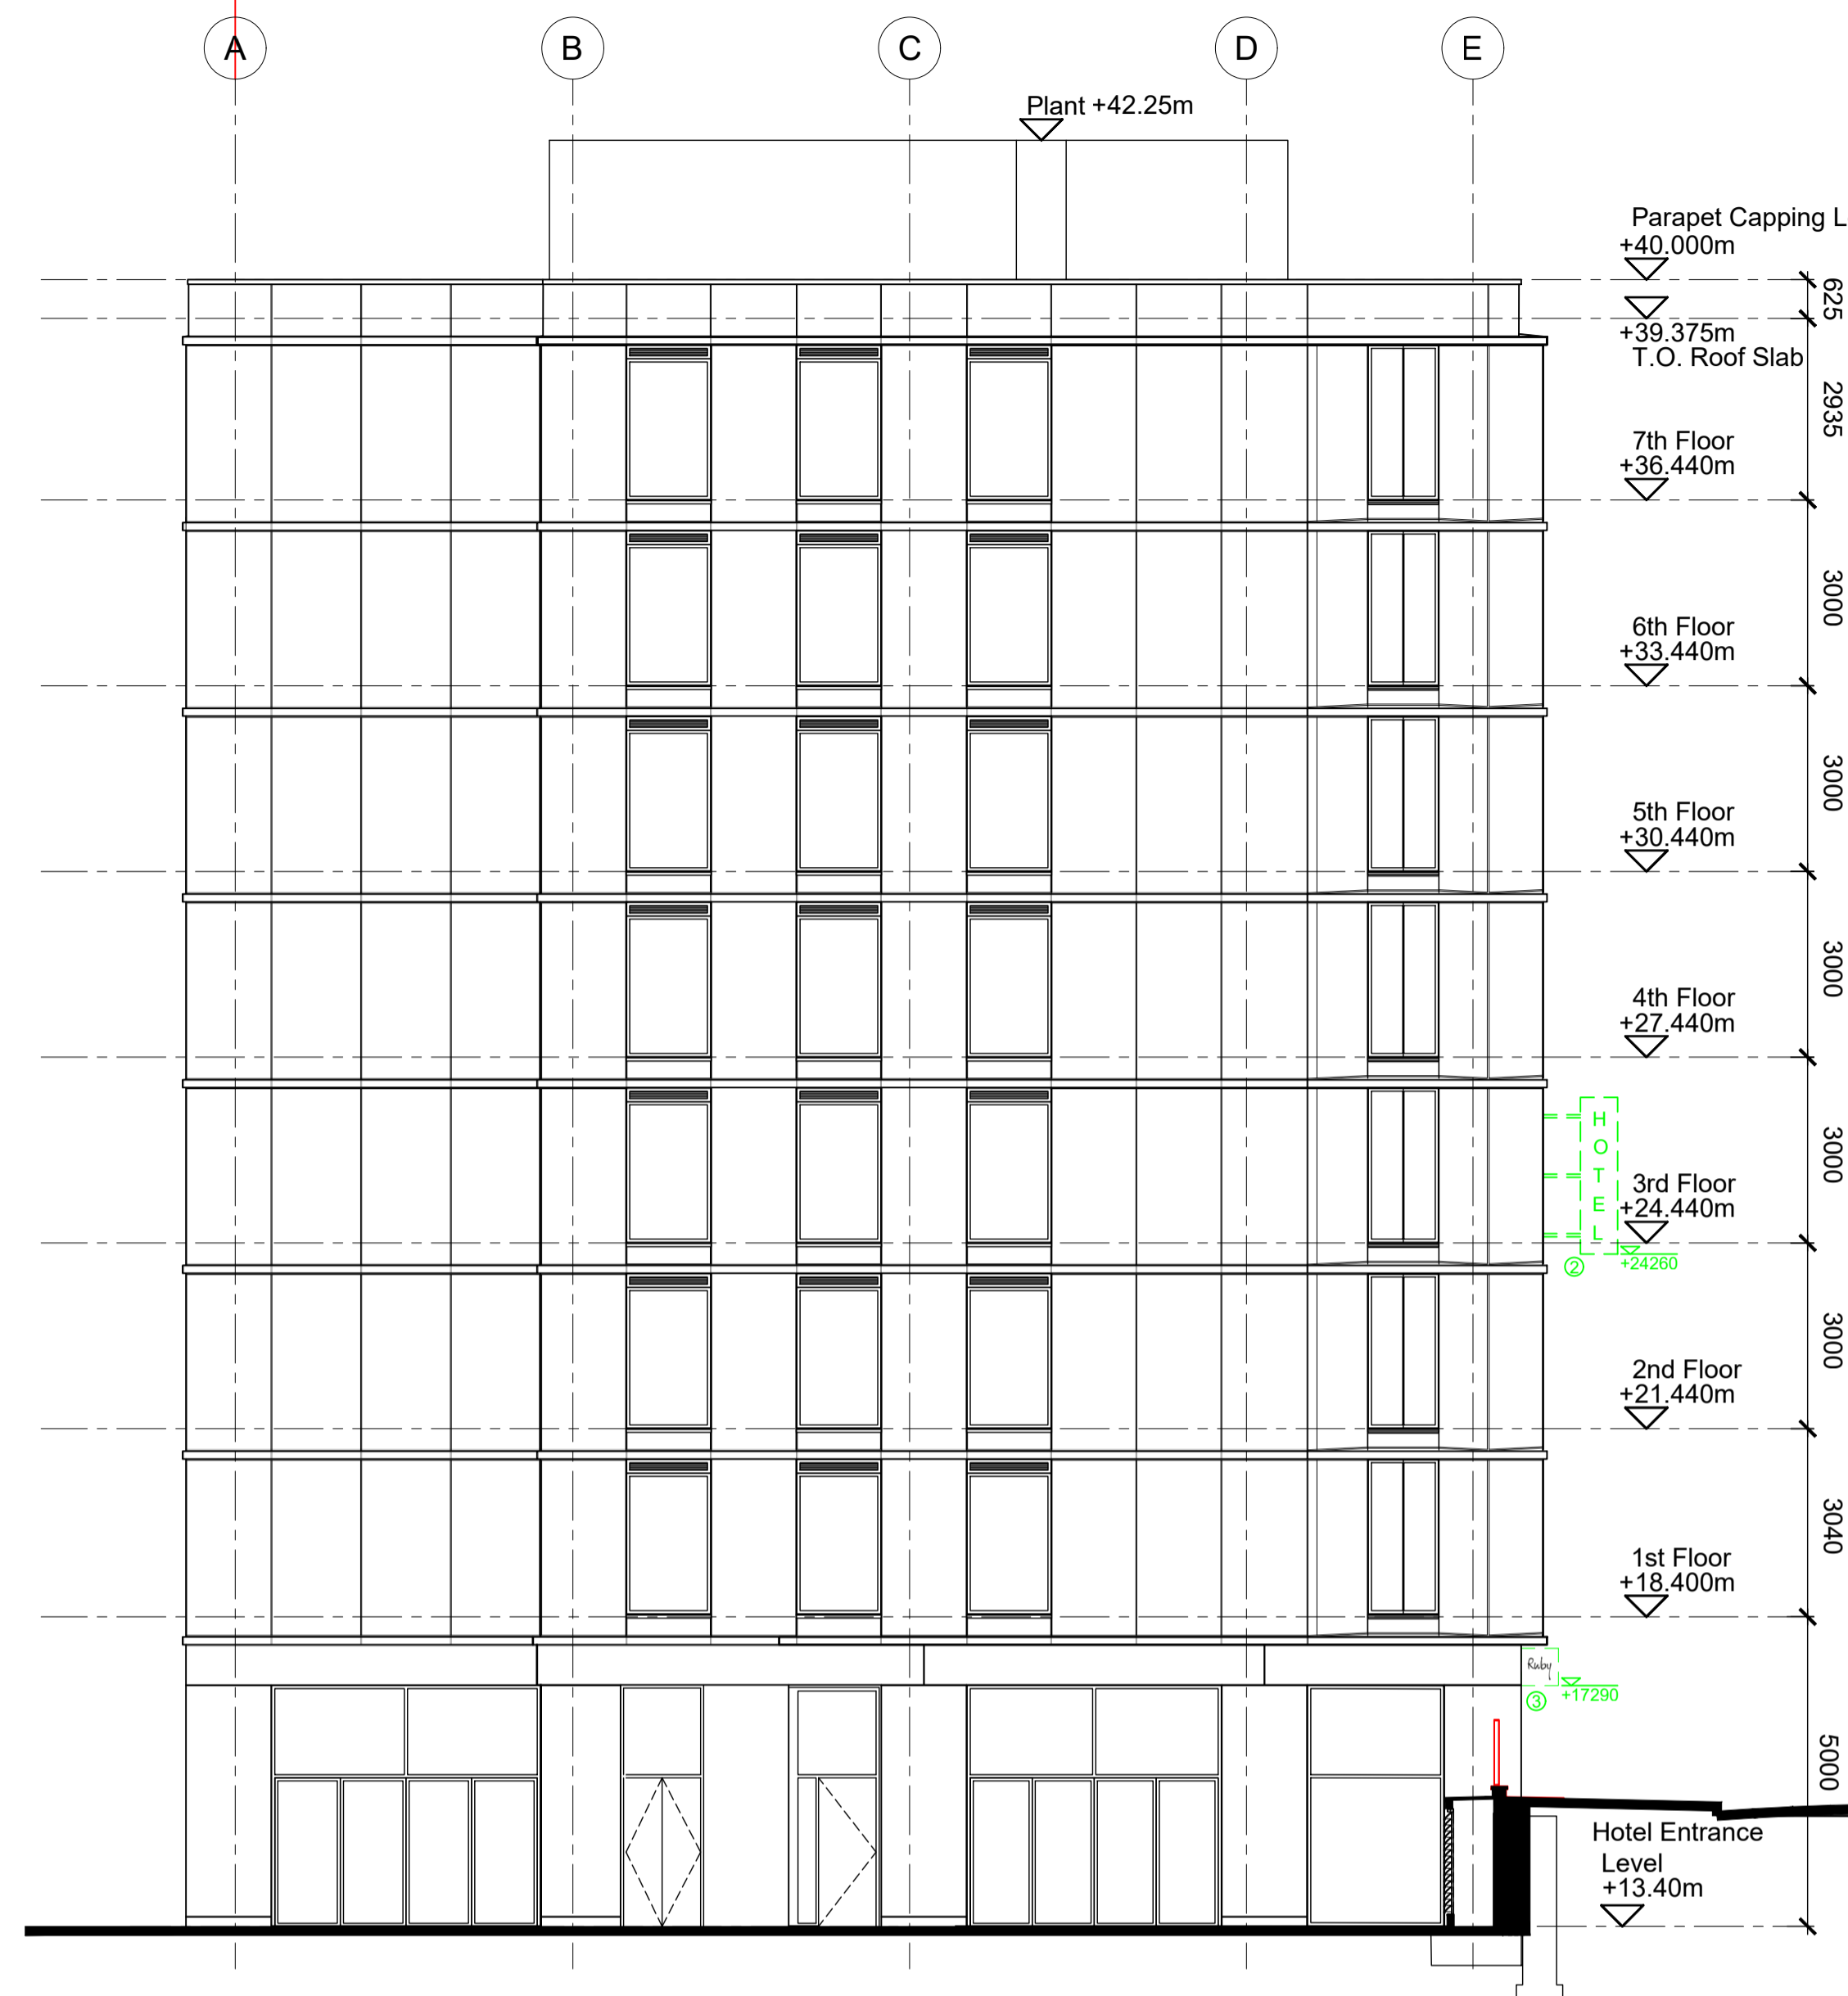 A
B
C
D
E
Plant +42.25m
Parapet Capping L
+40.000m
625
+39.375m
T.O. Roof Slab
2935
7th Floor
+36.440m
3000
6th Floor
+33.440m
3000
5th Floor
+30.440m
3000
4th Floor
+27.440m
3000
HOTEL
3rd Floor
+24.440m
2
+24260
3000
2nd Floor
+21.440m
3040
1st Floor
+18.400m
Ruby
3
+17290
5000
Hotel Entrance
Level
+13.40m